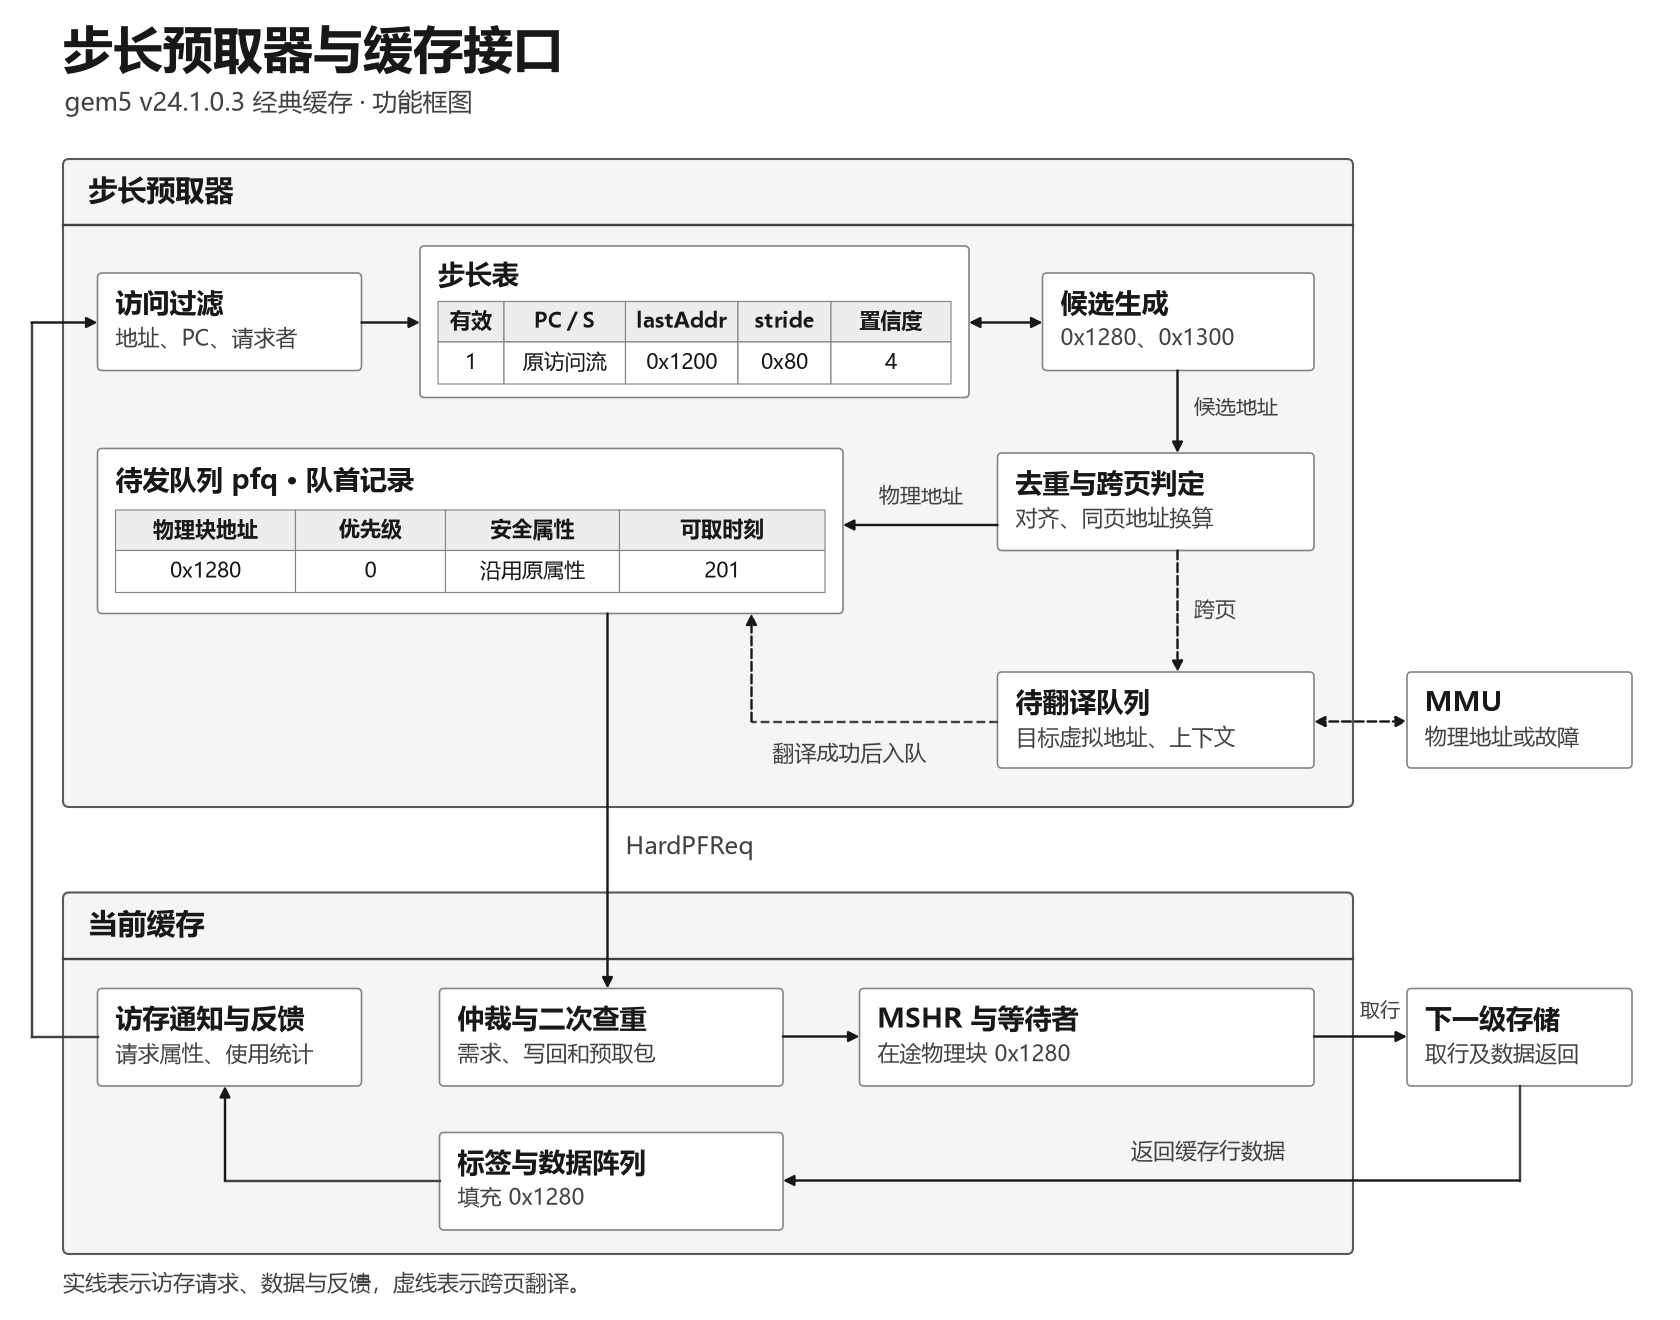 步长预取器与缓存接口
gem5 v24.1.0.3 经典缓存 · 功能框图
步长预取器
访问过滤
地址、PC、请求者
步长表
有效 PC / S lastAddr stride 置信度
1 原访问流 0x1200 0x80 4
候选生成
0x1280、0x1300
候选地址
待发队列 pfq • 队首记录
物理块地址 优先级 安全属性 可取时刻
0x1280 0 沿用原属性 201
物理地址
去重与跨页判定
对齐、同页地址换算
跨页
待翻译队列
目标虚拟地址、上下文
MMU
物理地址或故障
翻译成功后入队
HardPFReq
当前缓存
访存通知与反馈
请求属性、使用统计
仲裁与二次查重
需求、写回和预取包
MSHR 与等待者
在途物理块 0x1280
取行
下一级存储
取行及数据返回
标签与数据阵列
填充 0x1280
返回缓存行数据
实线表示访存请求、数据与反馈，虚线表示跨页翻译。